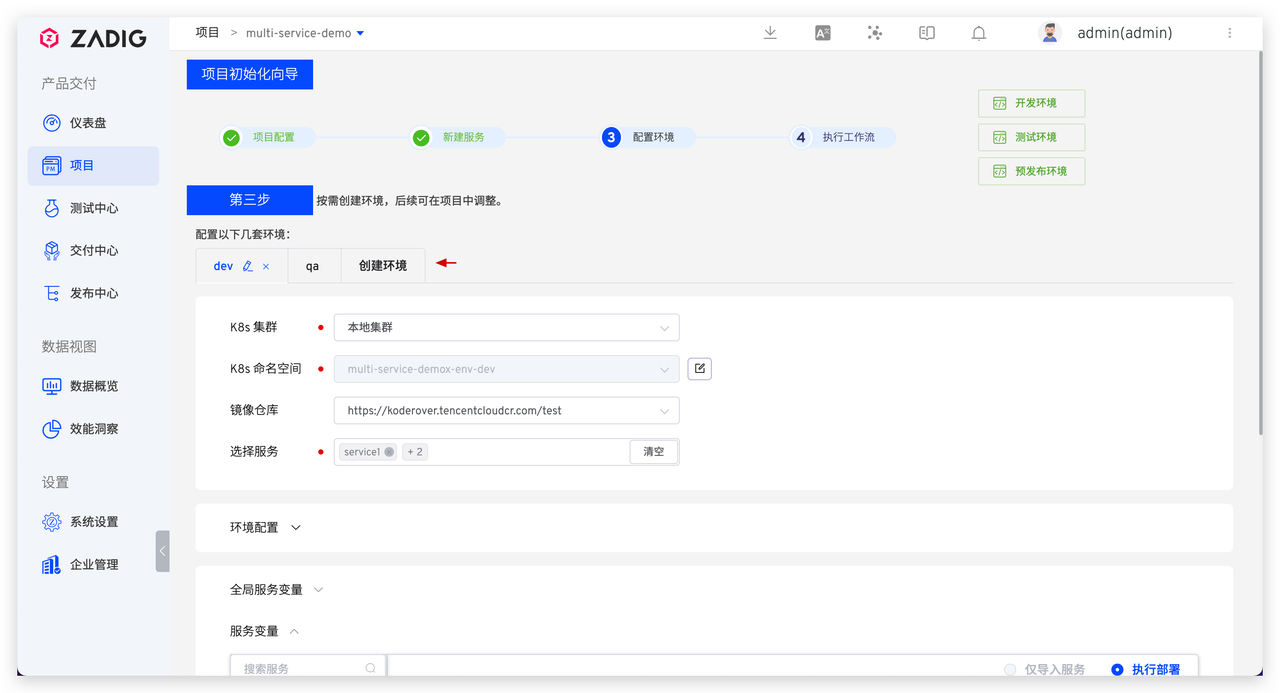 ZADIG
项目 > multi-service-demo
admin(admin)
产品交付
仪表盘
项目
测试中心
交付中心
发布中心
数据视图
数据概览
效能洞察
设置
系统设置
企业管理
项目初始化向导
项目配置
新建服务
3 配置环境
4 执行工作流
开发环境
测试环境
预发布环境
第三步 按需创建环境，后续可在项目中调整。
配置以下几套环境：
dev × qa 创建环境
K8s 集群 本地集群
K8s 命名空间 multi-service-demox-env-dev
镜像仓库 https://koderover.tencentcloudcr.com/test
选择服务 service1 + 2 清空
环境配置
全局服务变量
服务变量
搜索服务 仅导入服务 执行部署